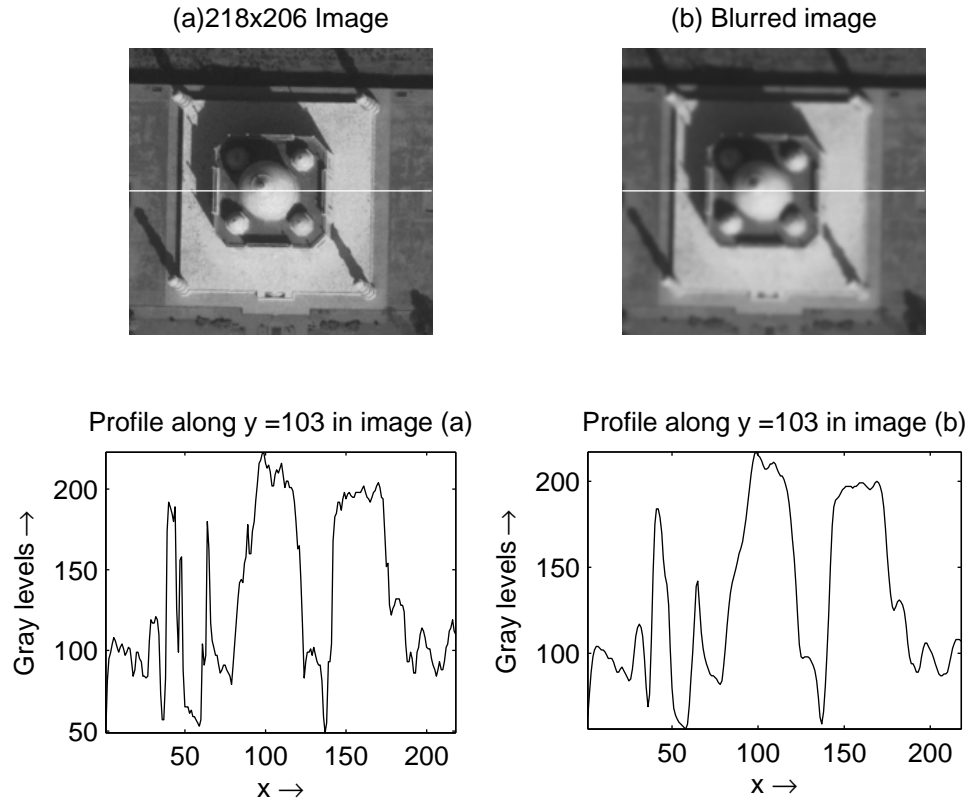 (a)218x206 Image
(b) Blurred image
Profile along y =103 in image (a)
200
150
100
50
50
100
150
200
Gray levels →
x →
Profile along y =103 in image (b)
200
150
100
50
100
150
200
Gray levels →
x →